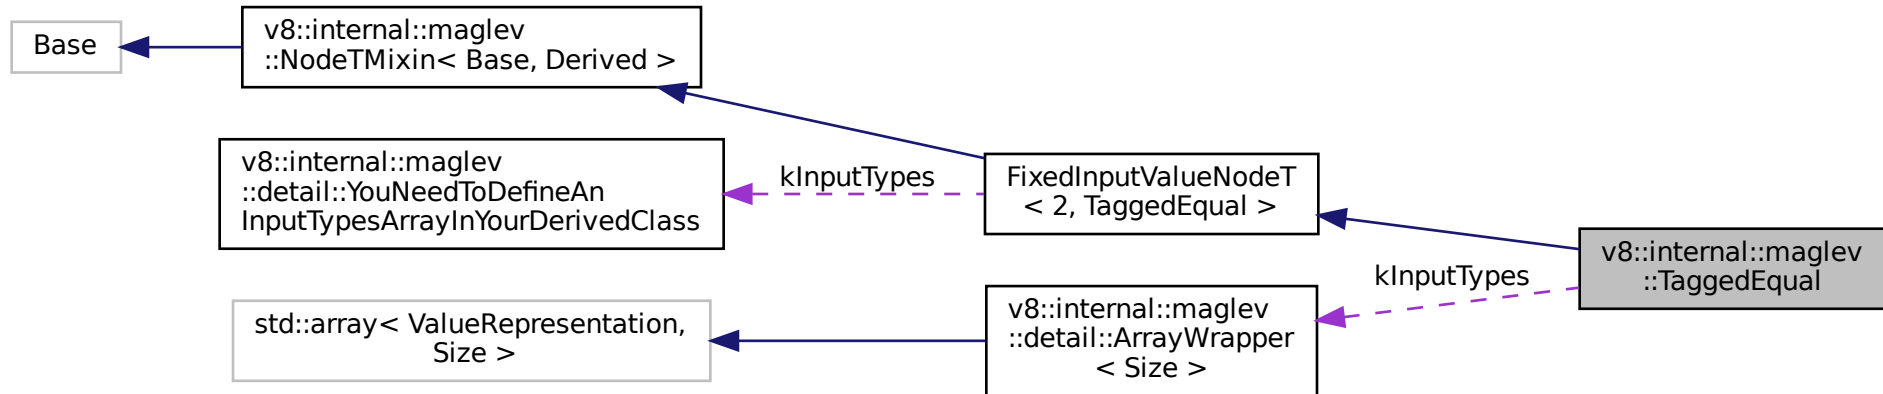 Base
v8::internal::maglev
::NodeTMixin< Base, Derived >
v8::internal::maglev
::detail::YouNeedToDefineAn
InputTypesArrayInYourDerivedClass
kInputTypes
FixedInputValueNodeT
< 2, TaggedEqual >
v8::internal::maglev
::TaggedEqual
kInputTypes
std::array< ValueRepresentation,
Size >
v8::internal::maglev
::detail::ArrayWrapper
< Size >